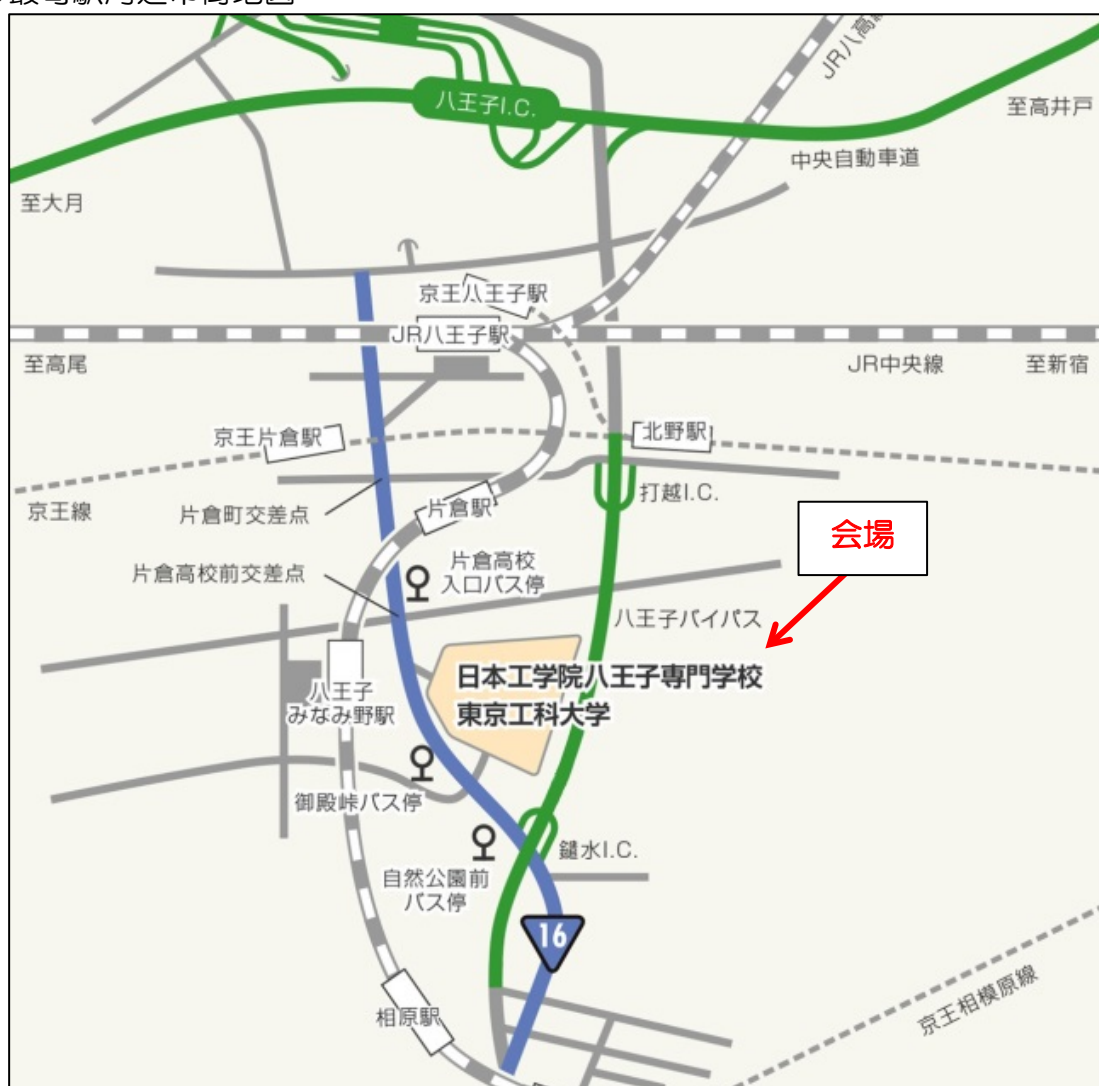 JR八高線
八王子I.C.
至高井戸
中央自動車道
至大月
京王八王子駅
JR八王子駅
至高尾
JR中央線
至新宿
京王片倉駅
北野駅
京王線
片倉町交差点
片倉駅
打越I.C.
会場
片倉高校前交差点
片倉高校
入口バス停
八王子バイパス
日本工学院八王子専門学校
東京工科大学
八王子
みなみ野駅
御殿峠バス停
鑓水I.C.
自然公園前
バス停
16
相原駅
京王相模原線